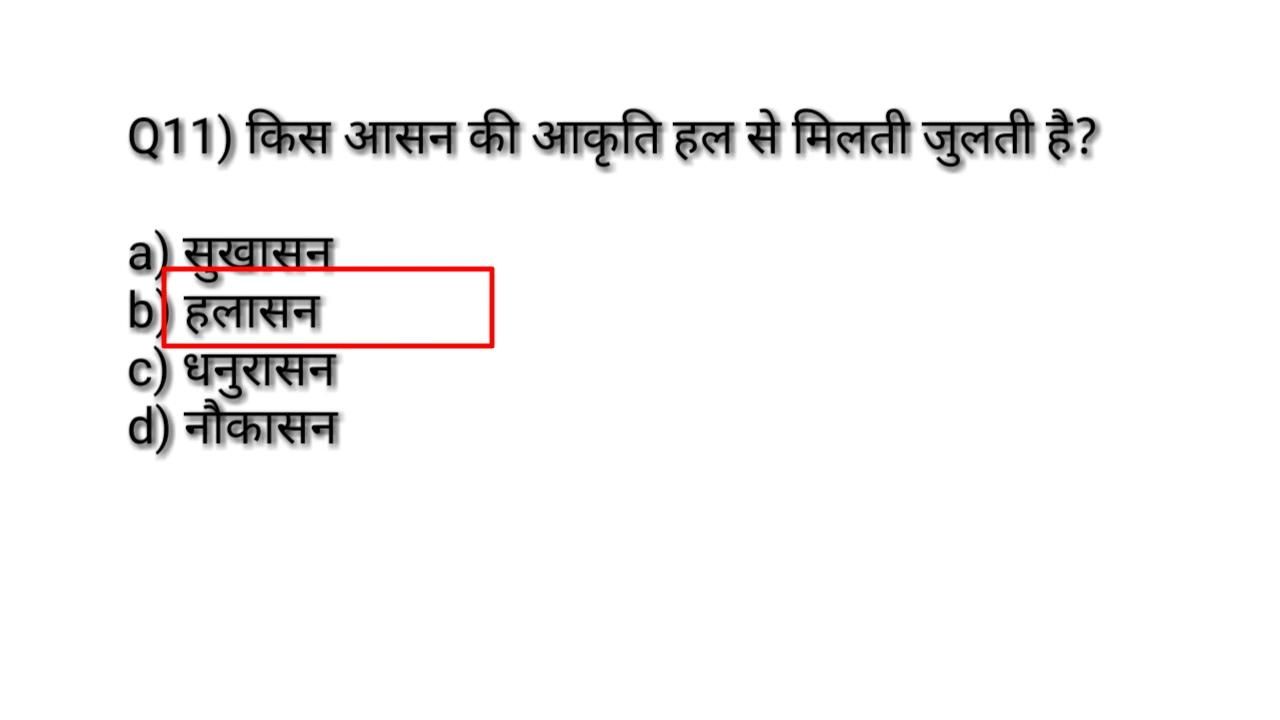 Q11) किस आसन की आकृति हल से मिलती जुलती है?
a) सुखासन
b) हलासन
c) धनुरासन
d) नौकासन